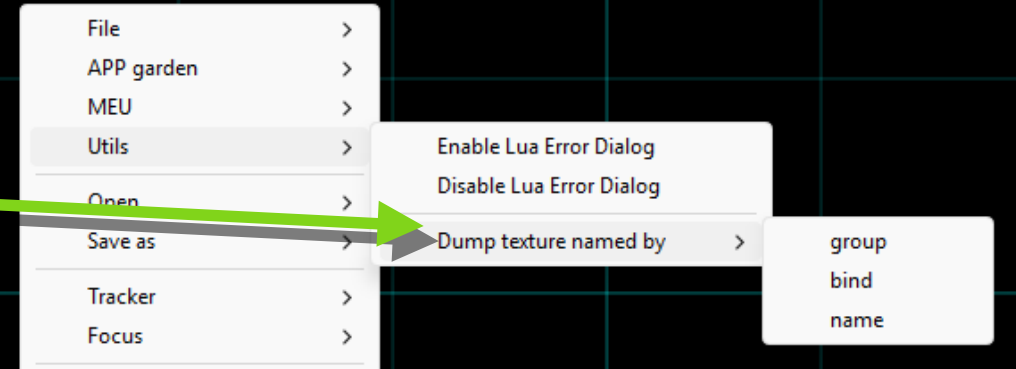 File
APP garden
MEU
Utils
Open
Save as
Tracker
Focus
Enable Lua Error Dialog
Disable Lua Error Dialog
Dump texture named by
group
bind
name